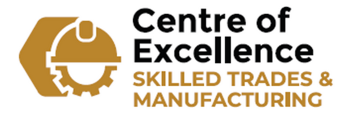 Centre of
Excellence
SKILLED TRADES &
MANUFACTURING